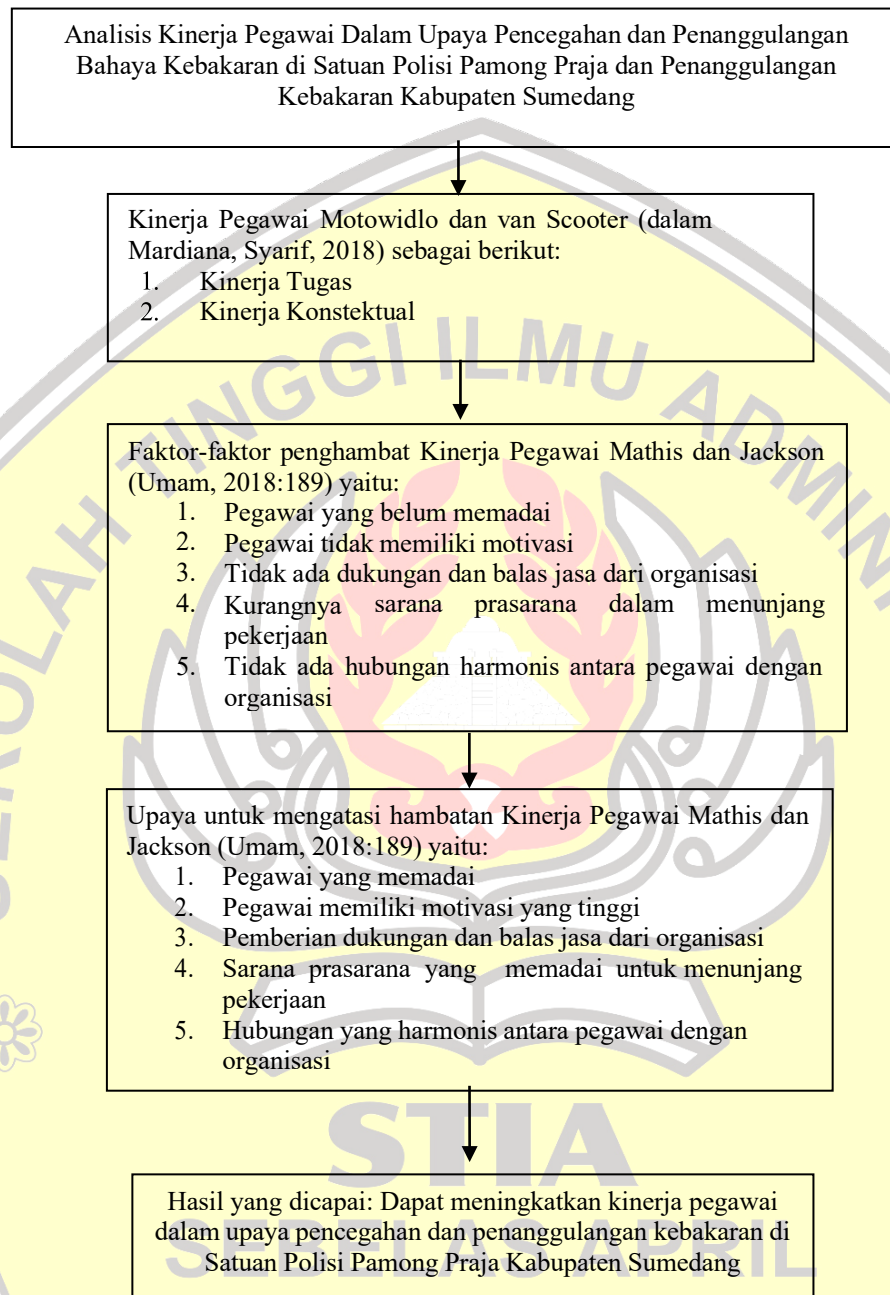 Analisis Kinerja Pegawai Dalam Upaya Pencegahan dan Penanggulangan
Bahaya Kebakaran di Satuan Polisi Pamong Praja dan Penanggulangan
Kebakaran Kabupaten Sumedang
Kinerja Pegawai Motowidlo dan van Scooter (dalam
Mardiana, Syarif, 2018) sebagai berikut:
1. Kinerja Tugas
2. Kinerja Konstektual
Faktor-faktor penghambat Kinerja Pegawai Mathis dan Jackson
(Umam, 2018:189) yaitu:
1. Pegawai yang belum memadai
2. Pegawai tidak memiliki motivasi
3. Tidak ada dukungan dan balas jasa dari organisasi
4. Kurangnya sarana prasarana dalam menunjang
pekerjaan
5. Tidak ada hubungan harmonis antara pegawai dengan
organisasi
Upaya untuk mengatasi hambatan Kinerja Pegawai Mathis dan
Jackson (Umam, 2018:189) yaitu:
1. Pegawai yang memadai
2. Pegawai memiliki motivasi yang tinggi
3. Pemberian dukungan dan balas jasa dari organisasi
4. Sarana prasarana yang memadai untuk menunjang
pekerjaan
5. Hubungan yang harmonis antara pegawai dengan
organisasi
Hasil yang dicapai: Dapat meningkatkan kinerja pegawai
dalam upaya pencegahan dan penanggulangan kebakaran di
Satuan Polisi Pamong Praja Kabupaten Sumedang
TINGGI ILMU
STIA
SEBELAS APRIL